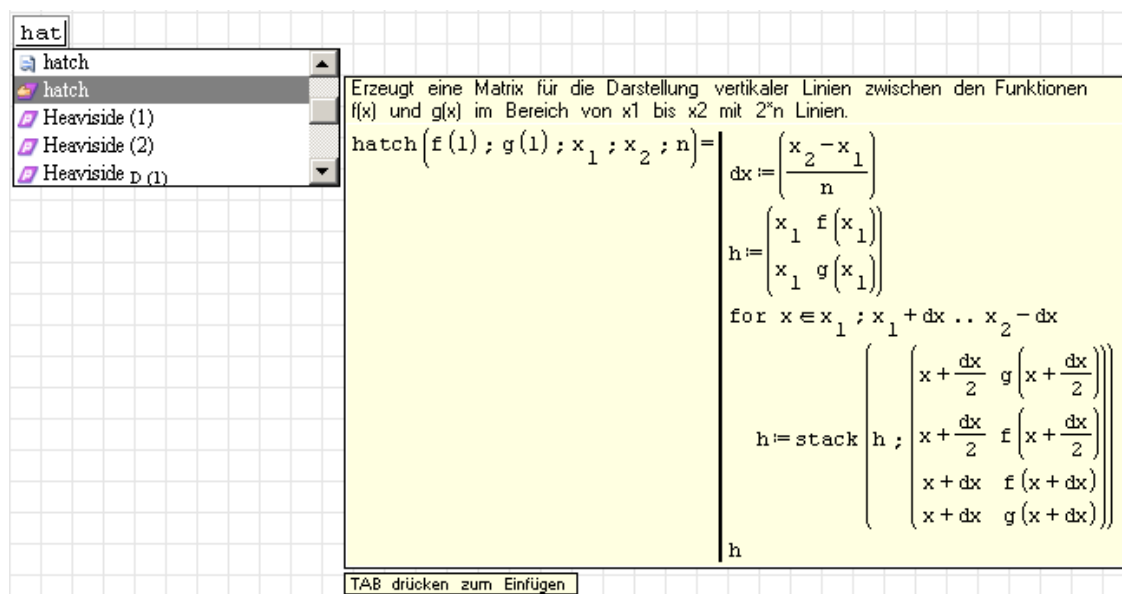 hat
hatch
hatch
Heaviside (1)
Heaviside (2)
Heaviside D (1)
Erzeugt eine Matrix für die Darstellung vertikaler Linien zwischen den Funktionen
f(x) und g(x) im Bereich von x1 bis x2 mit 2*n Linien.
hatch(f(1) ; g(1) ; x₁ ; x₂ ; n)=
dx≔((x₂−x₁)/n)
h≔(x₁ f(x₁)
x₁ g(x₁))
for x∈x₁ ; x₁+dx .. x₂−dx
h≔stack(h ; (x+dx/2 g(x+dx/2)
x+dx/2 f(x+dx/2)
x+dx f(x+dx)
x+dx g(x+dx)))
h
TAB drücken zum Einfügen